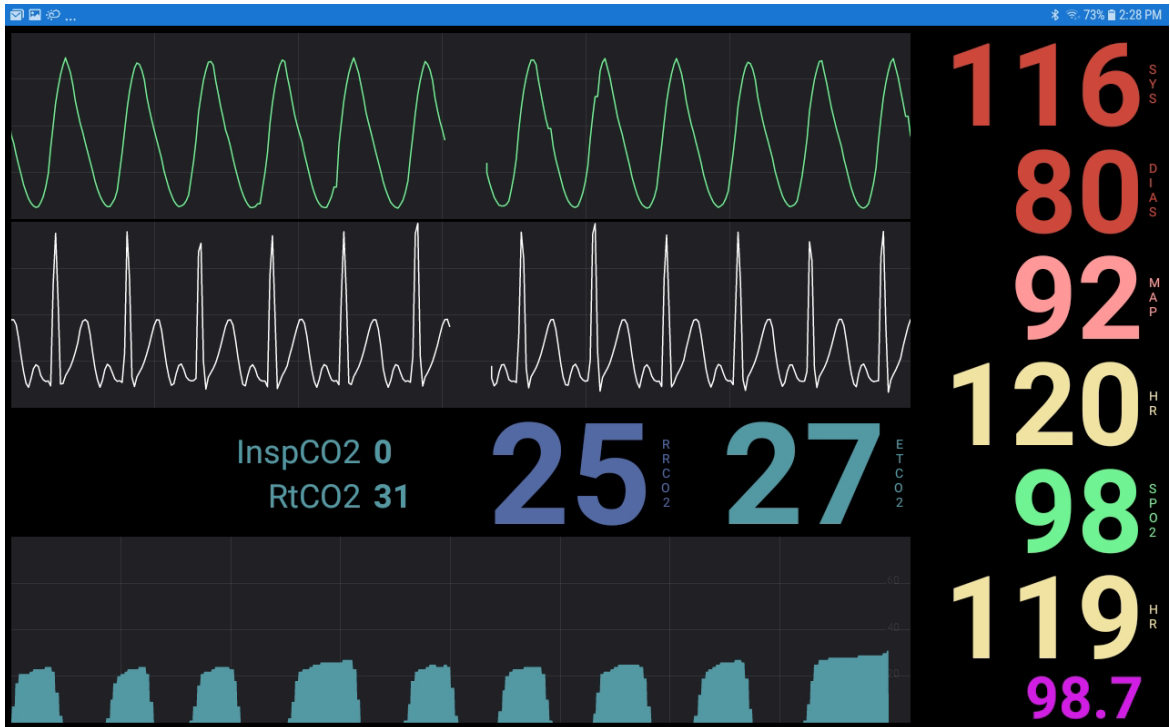 ... 73% 2:28 PM
116 SYS
80 DIAS
92 MAP
120 HR
InspCO2 0
RtCO2 31
25 RRCO2
27 ETCO2
98 SPO2
60
40
20
119 HR
98.7